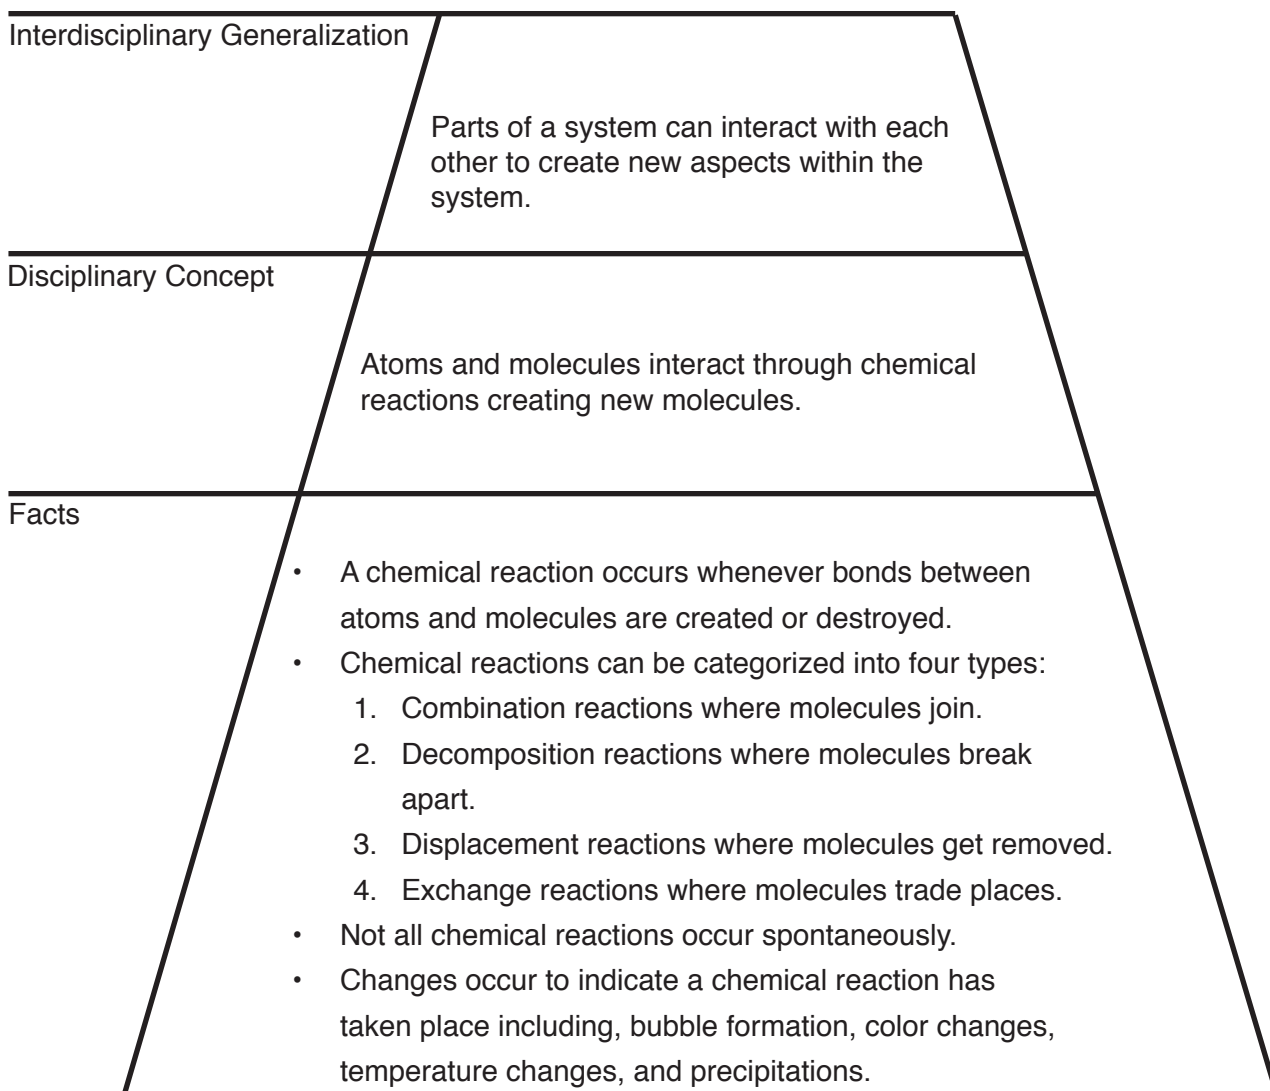 Interdisciplinary Generalization
Parts of a system can interact with each
other to create new aspects within the
system.
Disciplinary Concept
Atoms and molecules interact through chemical
reactions creating new molecules.
Facts
• A chemical reaction occurs whenever bonds between
atoms and molecules are created or destroyed.
• Chemical reactions can be categorized into four types:
1. Combination reactions where molecules join.
2. Decomposition reactions where molecules break
apart.
3. Displacement reactions where molecules get removed.
4. Exchange reactions where molecules trade places.
• Not all chemical reactions occur spontaneously.
• Changes occur to indicate a chemical reaction has
taken place including, bubble formation, color changes,
temperature changes, and precipitations.